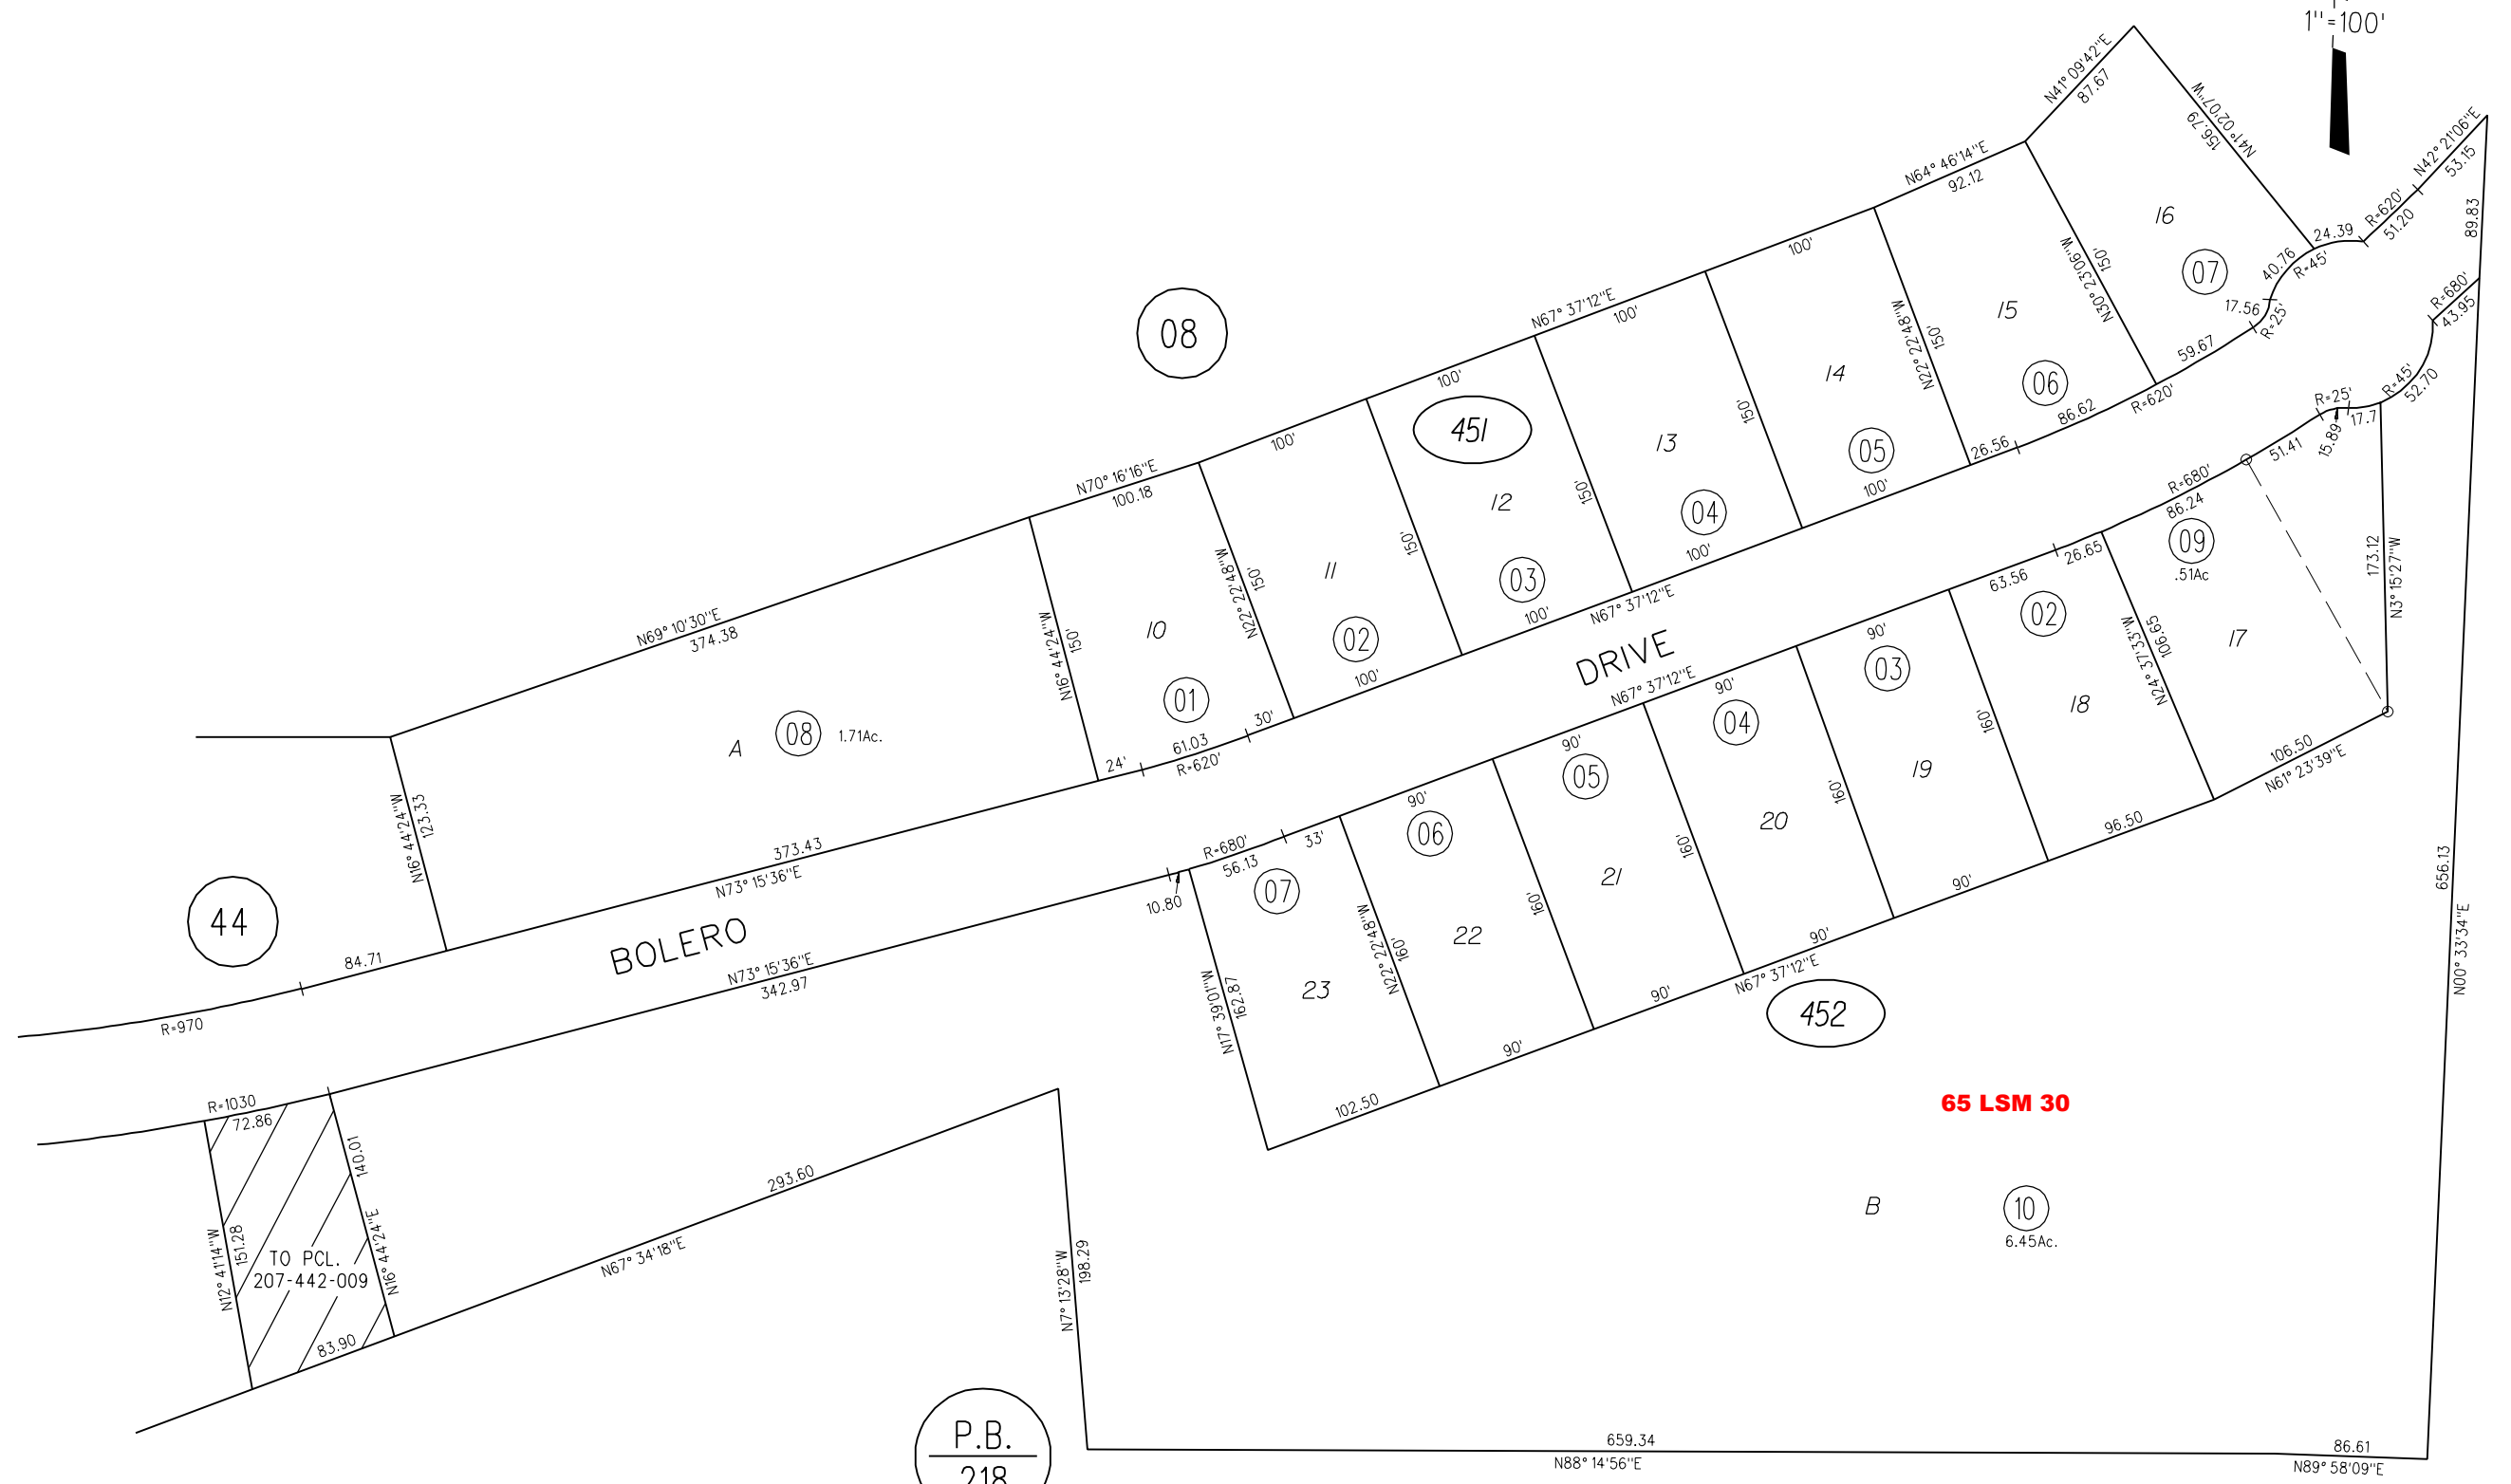 1"=100'
N41° 09'42"E
87.67
N41° 02'07"W
156.79
N42° 21'06"E
53.15
R=620'
51.20
24.39
R=45'
40.76
17.56
R=25'
89.83
R=680'
43.95
N64° 46'14"E
92.12
16
07
N30° 23'06"W
150'
15
06
59.67
R=620'
86.62
26.56
R=45'
52.70
R=25'
17.7
15.89
51.41
08
N67° 37'12"E
100'
100'
100'
100'
451
N22° 22'48"W
150'
14
05
100'
150'
13
04
100'
150'
12
03
100'
150'
11
02
100'
N67° 37'12"E
N70° 16'16"E
100.18
N22° 22'48"W
150'
10
01
30'
61.03
R=620'
24'
N16° 44'24"W
150'
N69° 10'30"E
374.38
A
08
1.71Ac.
N16° 44'24"W
123.33
373.43
N73° 15'36"E
44
84.71
R=970
BOLERO
DRIVE
N73° 15'36"E
342.97
R=680'
86.24
09
.51Ac
17
173.12
N3° 15'27"W
106.50
N61° 23'39"E
26.65
63.56
02
N24° 37'33"W
106.65
18
96.50
90'
03
160'
19
90'
N67° 37'12"E
90'
04
160'
20
90'
90'
05
160'
21
90'
90'
06
160'
22
90'
N67° 37'12"E
452
33'
R=680'
56.13
07
10.80
N22° 22'48"W
160'
23
N17° 39'01"W
162.87
102.50
R=1030
72.86
140.01
N16° 44'24"E
N12° 41'14"W
151.28
TO PCL.
207-442-009
83.90
293.60
N67° 34'18"E
N7° 13'28"W
198.29
65 LSM 30
B
10
6.45Ac.
656.13
N00° 33'34"E
659.34
N88° 14'56"E
86.61
N89° 58'09"E
P.B.
218